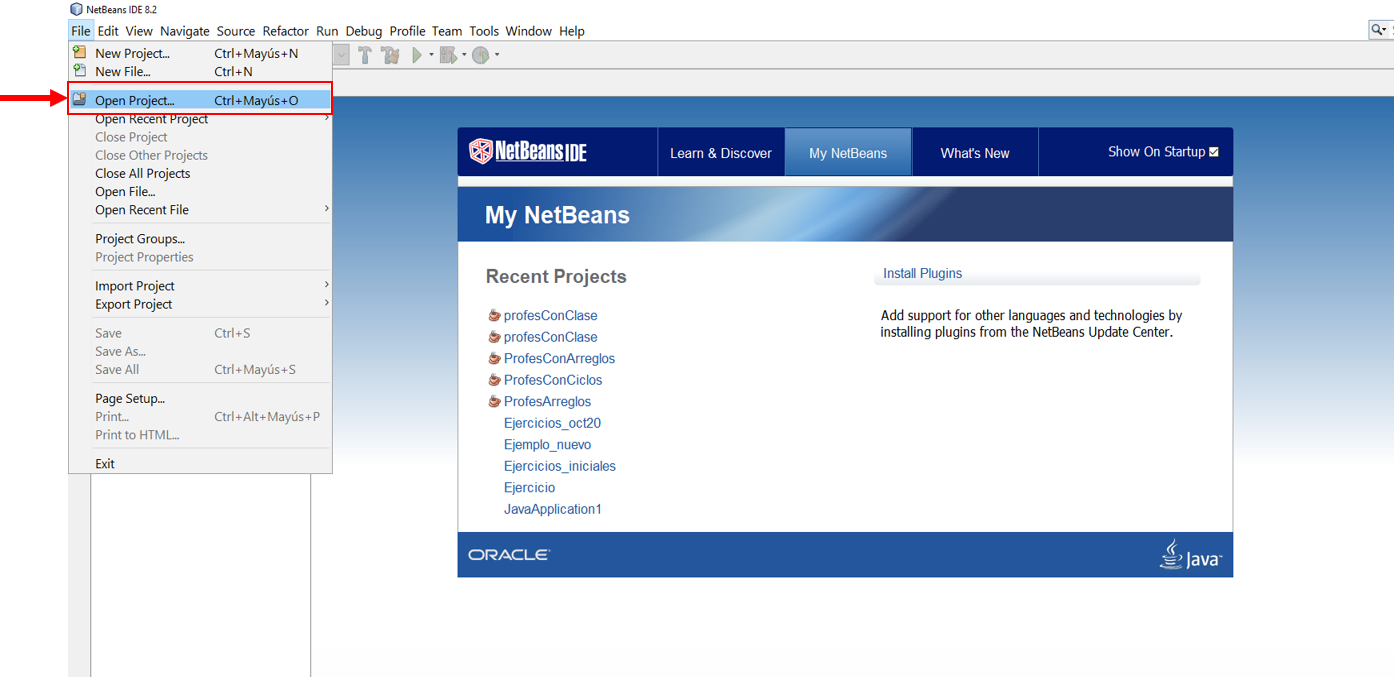 NetBeans IDE 8.2
File Edit View Navigate Source Refactor Run Debug Profile Team Tools Window Help
New Project... Ctrl+Mayús+N
New File... Ctrl+N
Open Project... Ctrl+Mayús+O
Open Recent Project
Close Project
Close Other Projects
Close All Projects
Open File...
Open Recent File
Project Groups...
Project Properties
Import Project
Export Project
Save Ctrl+S
Save As...
Save All Ctrl+Mayús+S
Page Setup...
Print... Ctrl+Alt+Mayús+P
Print to HTML...
Exit
NetBeans IDE
Learn & Discover
My NetBeans
What's New
Show On Startup
My NetBeans
Recent Projects
profesConClase
profesConClase
ProfesConArreglos
ProfesConCiclos
ProfesArreglos
Ejercicios_oct20
Ejemplo_nuevo
Ejercicios_iniciales
Ejercicio
JavaApplication1
Install Plugins
Add support for other languages and technologies by
installing plugins from the NetBeans Update Center.
ORACLE
Java